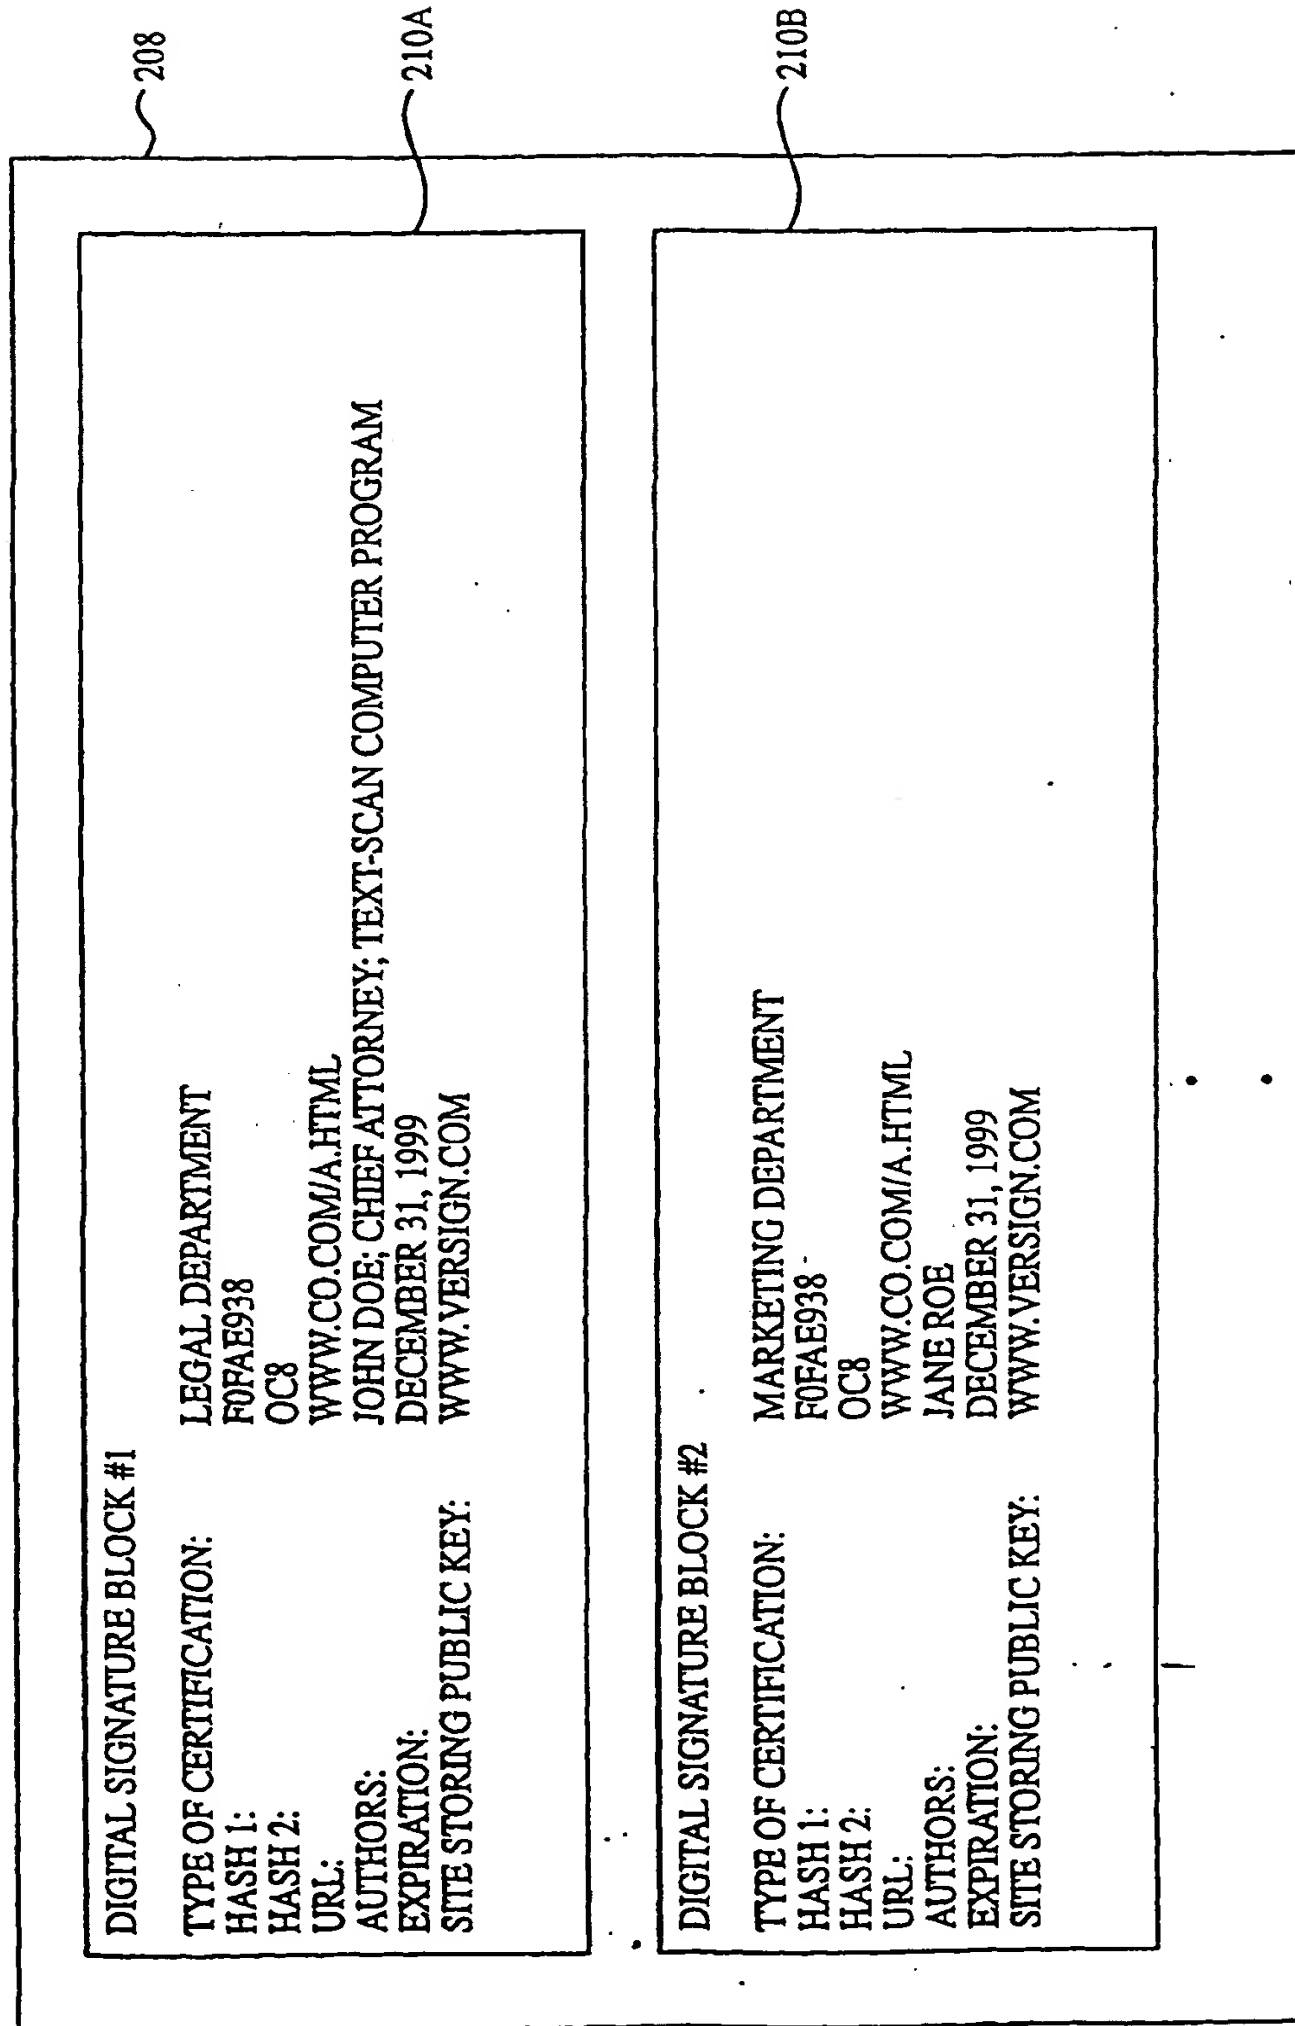 208
DIGITAL SIGNATURE BLOCK #1
TYPE OF CERTIFICATION: LEGAL DEPARTMENT
HASH 1: F0FAE938
HASH 2: OC8
URL: WWW.CO.COM/A.HTML
AUTHORS: JOHN DOE; CHIEF ATTORNEY; TEXT-SCAN COMPUTER PROGRAM
EXPIRATION: DECEMBER 31, 1999
SITE STORING PUBLIC KEY: WWW.VERSIGN.COM
210A
DIGITAL SIGNATURE BLOCK #2
TYPE OF CERTIFICATION: MARKETING DEPARTMENT
HASH 1: F0FAE938
HASH 2: OC8
URL: WWW.CO.COM/A.HTML
AUTHORS: JANE ROE
EXPIRATION: DECEMBER 31, 1999
SITE STORING PUBLIC KEY: WWW.VERSIGN.COM
210B